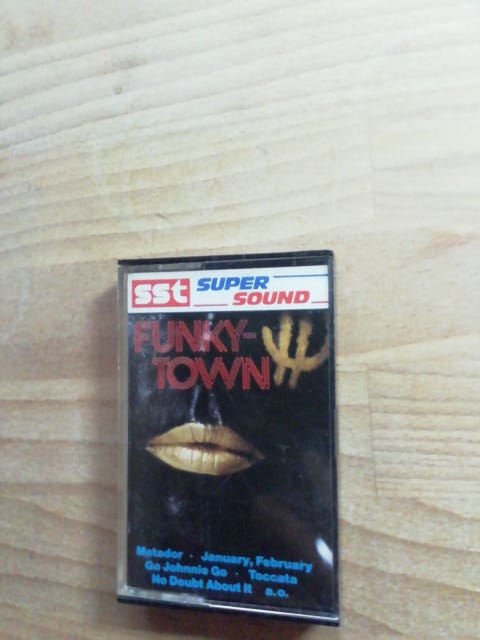 sst SUPER
SOUND
FUNKY-
TOWN
Matador · January, February
Go Johnnie Go · Toccata
No Doubt About It a.o.